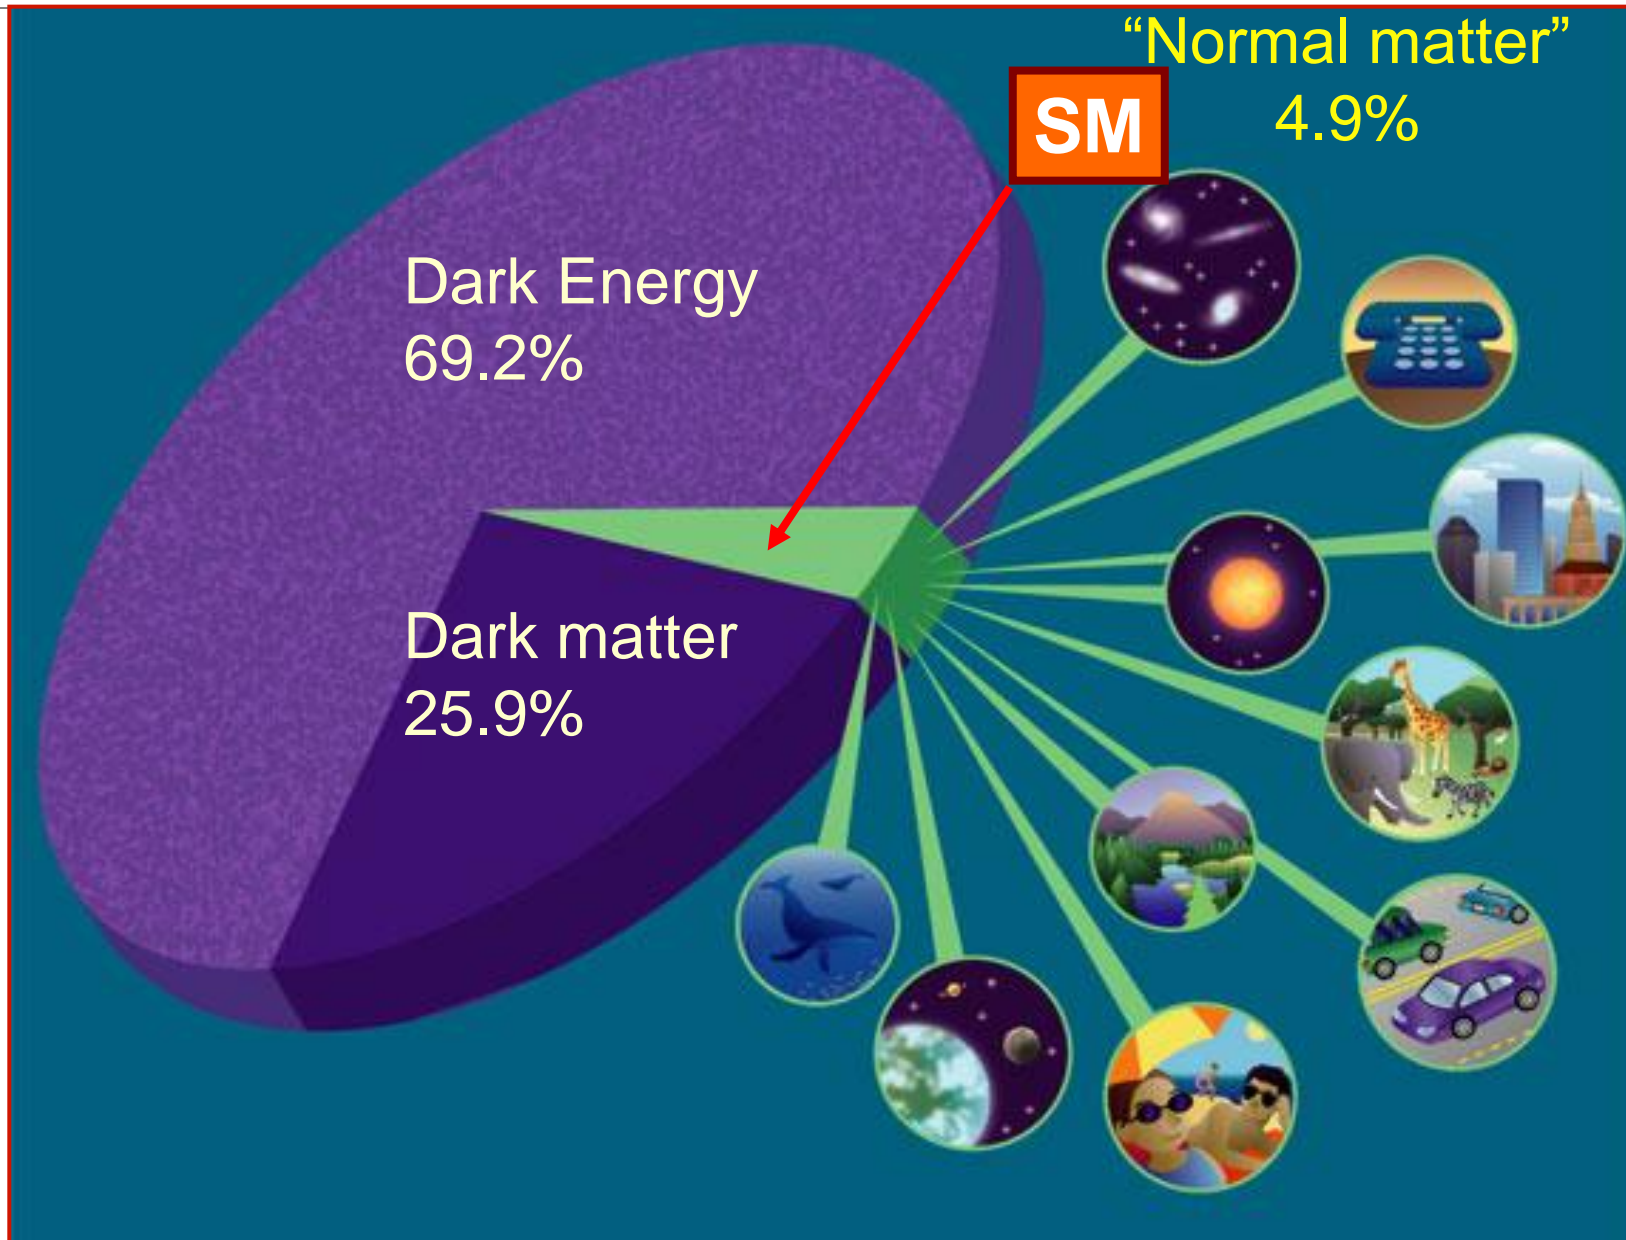 “Normal matter”
4.9%
SM
Dark Energy
69.2%
Dark matter
25.9%